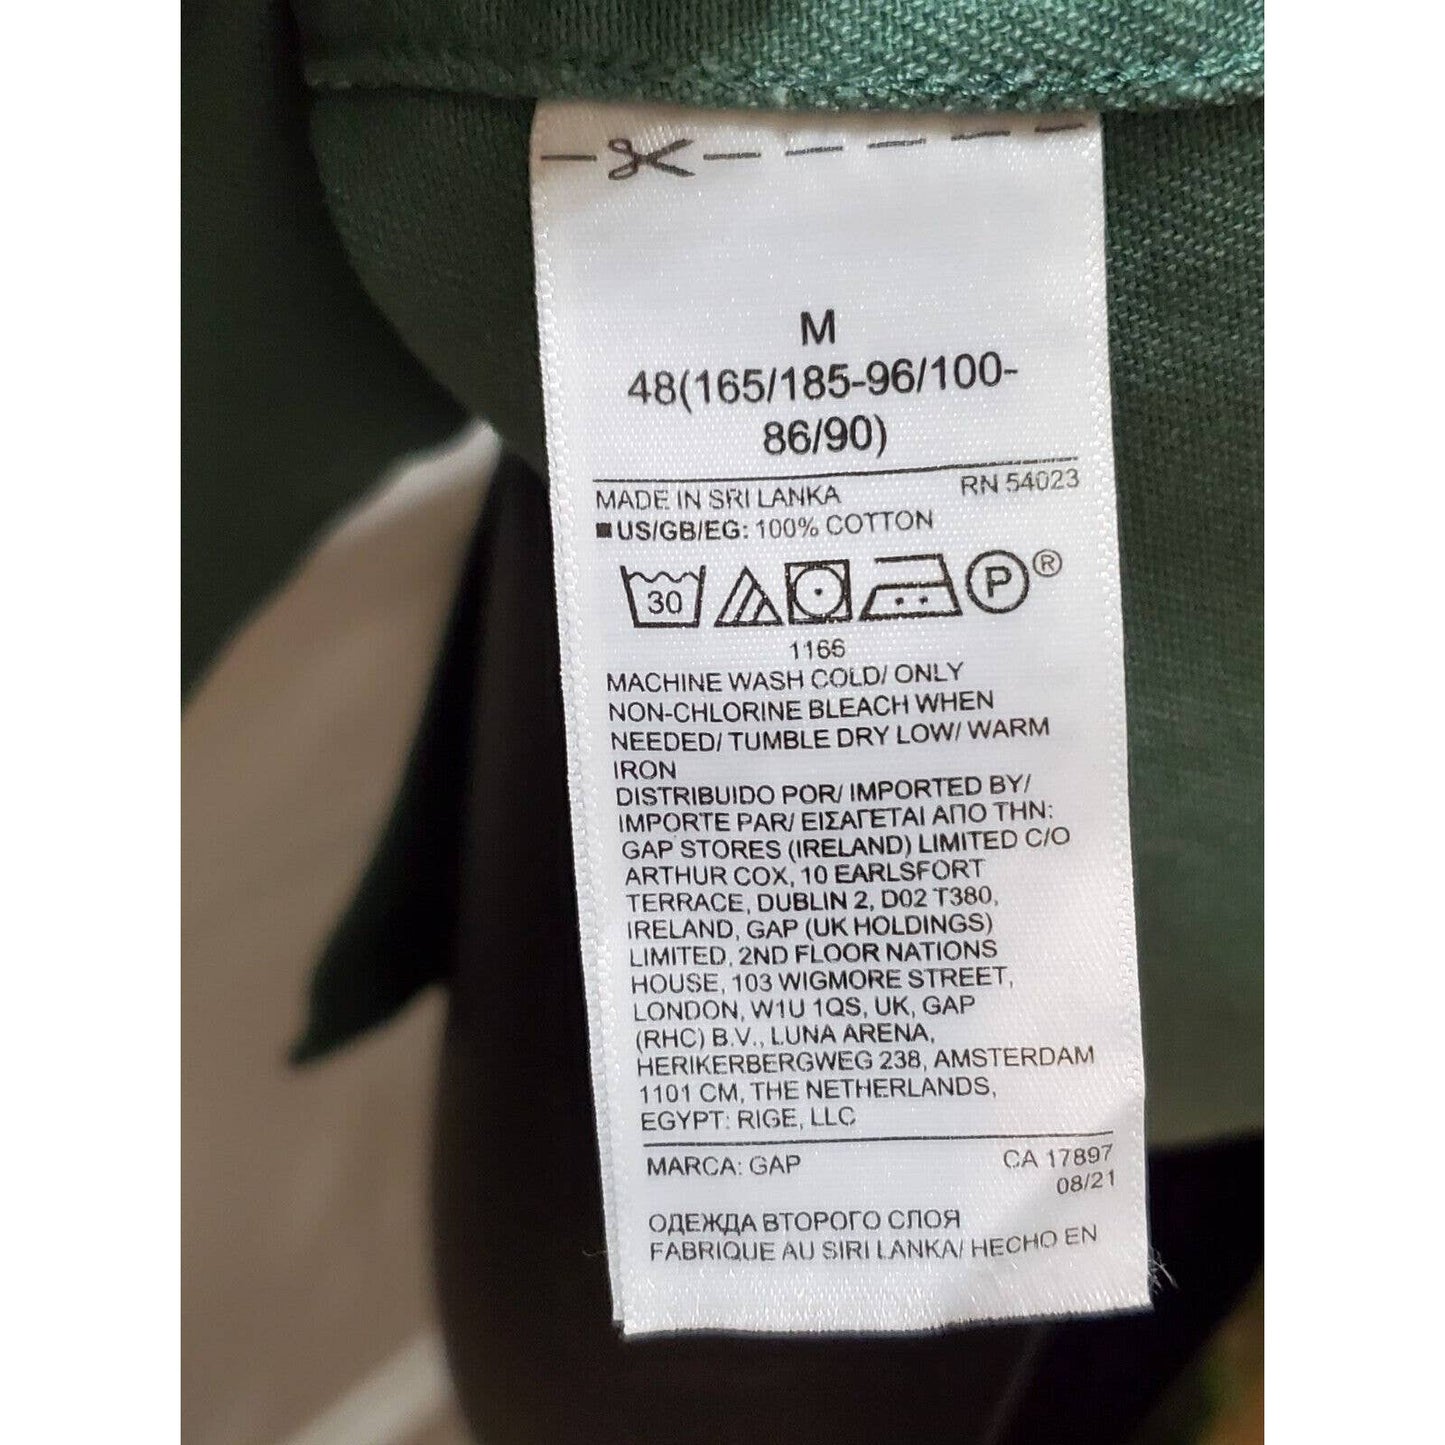 M
48(165/185-96/100-
86/90)
MADE IN SRI LANKA RN 54023
US/GB/EG: 100% COTTON
30 P ®
1166
MACHINE WASH COLD/ ONLY
NON-CHLORINE BLEACH WHEN
NEEDED/ TUMBLE DRY LOW/ WARM
IRON
DISTRIBUIDO POR/ IMPORTED BY/
IMPORTE PAR/ ΕΙΣΑΓΕΤΑΙ ΑΠΟ ΤΗΝ:
GAP STORES (IRELAND) LIMITED C/O
ARTHUR COX, 10 EARLSFORT
TERRACE, DUBLIN 2, D02 T380,
IRELAND, GAP (UK HOLDINGS)
LIMITED, 2ND FLOOR NATIONS
HOUSE, 103 WIGMORE STREET,
LONDON, W1U 1QS, UK, GAP
(RHC) B.V., LUNA ARENA,
HERIKERBERGWEG 238, AMSTERDAM
1101 CM, THE NETHERLANDS,
EGYPT: RIGE, LLC
MARCA: GAP CA 17897
08/21
ОДЕЖДА ВТОРОГО СЛОЯ
FABRIQUE AU SIRI LANKA/ HECHO EN